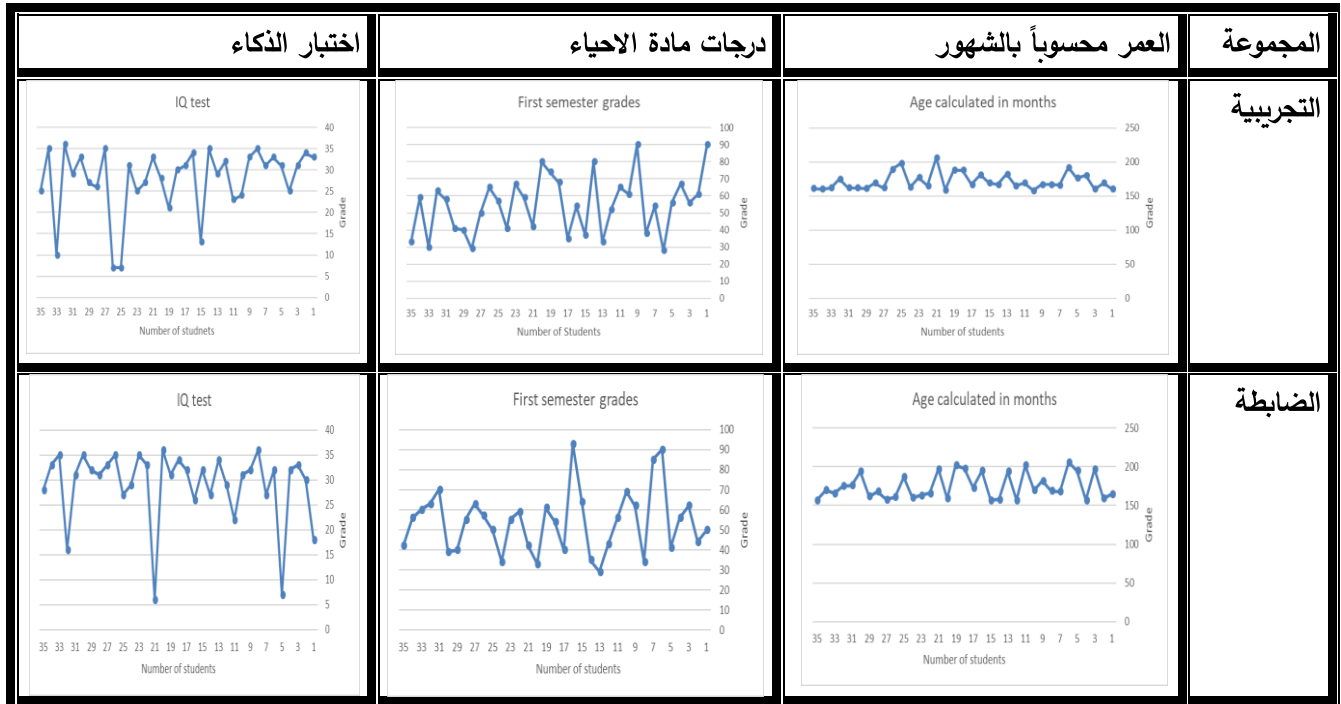 المجموعة
العمر محسوباً بالشهور
درجات مادة الاحياء
اختبار الذكاء
التجريبية
Age calculated in months
250
200
150
100
50
0
Grade
35 33 31 29 27 25 23 21 19 17 15 13 11 9 7 5 3 1
Number of students
First semester grades
100
90
80
70
60
50
40
30
20
10
0
Grade
35 33 31 29 27 25 23 21 19 17 15 13 11 9 7 5 3 1
Number of Students
IQ test
40
35
30
25
20
15
10
5
0
Grade
35 33 31 29 27 25 23 21 19 17 15 13 11 9 7 5 3 1
Number of studnets
الضابطة
Age calculated in months
250
200
150
100
50
0
Grade
35 33 31 29 27 25 23 21 19 17 15 13 11 9 7 5 3 1
Number of students
First semester grades
100
90
80
70
60
50
40
30
20
10
0
Grade
35 33 31 29 27 25 23 21 19 17 15 13 11 9 7 5 3 1
Number of students
IQ test
40
35
30
25
20
15
10
5
0
Grade
35 33 31 29 27 25 23 21 19 17 15 13 11 9 7 5 3 1
Number of students